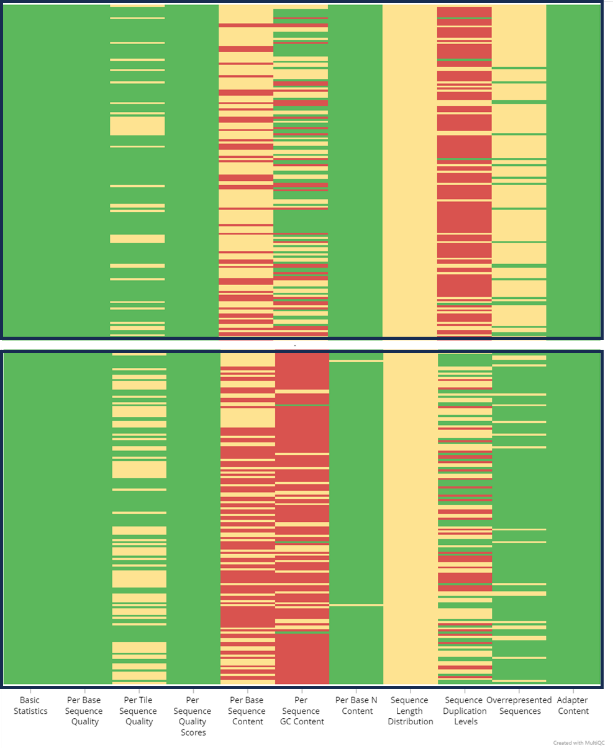 Basic
Statistics
Per Base
Sequence
Quality
Per Tile
Sequence
Quality
Per
Sequence
Quality
Scores
Per Base
Sequence
Content
Per
Sequence
GC Content
Per Base N
Content
Sequence
Length
Distribution
Sequence
Duplication
Levels
Overrepresented
Sequences
Adapter
Content
Created with MultiQC